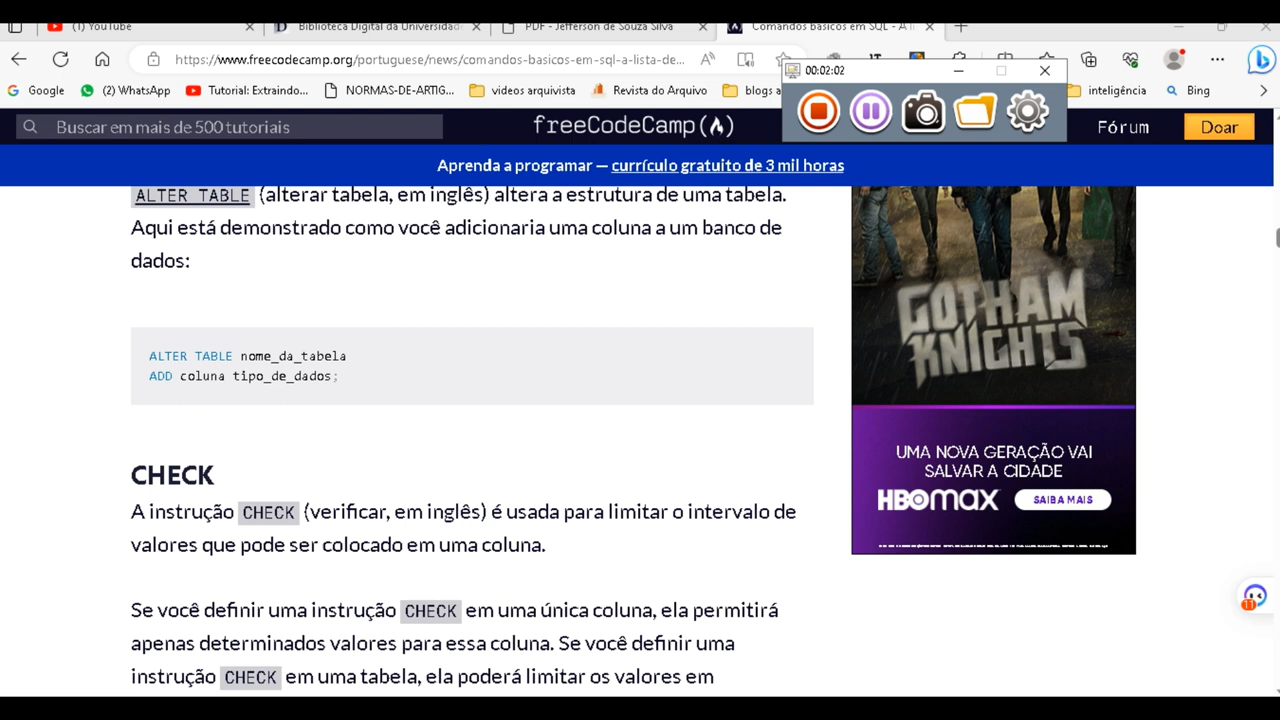 (1) YouTube
Biblioteca Digital da Universidade
PDF - Jefferson de Souza Silva
Comandos básicos em SQL - A li
https://www.freecodecamp.org/portuguese/news/comandos-basicos-em-sql-a-lista-de...
00:02:02
Google
(2) WhatsApp
Tutorial: Extraindo...
NORMAS-DE-ARTIG...
videos arquivista
Revista do Arquivo
blogs a
inteligência
Bing
Buscar em mais de 500 tutoriais
freeCodeCamp
Fórum
Doar
Aprenda a programar — currículo gratuito de 3 mil horas
ALTER TABLE (alterar tabela, em inglês) altera a estrutura de uma tabela.
Aqui está demonstrado como você adicionaria uma coluna a um banco de
dados:
ALTER TABLE nome_da_tabela
ADD coluna tipo_de_dados;
CHECK
A instrução CHECK (verificar, em inglês) é usada para limitar o intervalo de
valores que pode ser colocado em uma coluna.
Se você definir uma instrução CHECK em uma única coluna, ela permitirá
apenas determinados valores para essa coluna. Se você definir uma
instrução CHECK em uma tabela, ela poderá limitar os valores em
GOTHAM
KNIGHTS
UMA NOVA GERAÇÃO VAI
SALVAR A CIDADE
HBOMAX
SAIBA MAIS
11